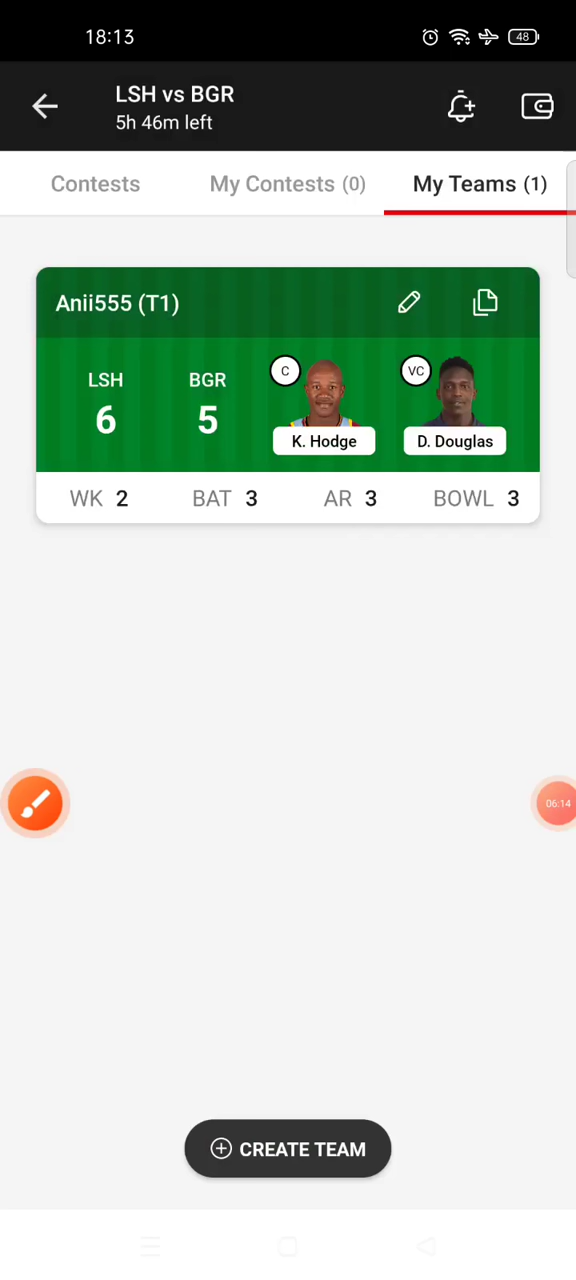 18:13
48
LSH vs BGR
5h 46m left
Contests
My Contests (0)
My Teams (1)
Anii555 (T1)
LSH
BGR
6
5
C
VC
K. Hodge
D. Douglas
WK 2
BAT 3
AR 3
BOWL 3
06:14
CREATE TEAM